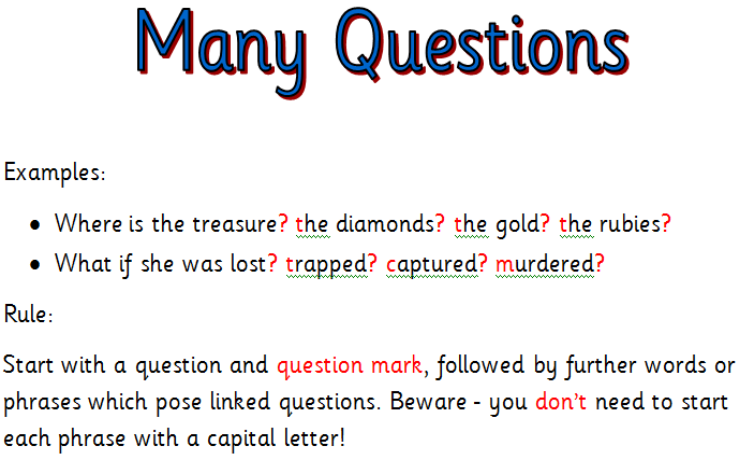 Many Questions
Examples:
• Where is the treasure? the diamonds? the gold? the rubies?
• What if she was lost? trapped? captured? murdered?
Rule:
Start with a question and question mark, followed by further words or
phrases which pose linked questions. Beware - you don't need to start
each phrase with a capital letter!